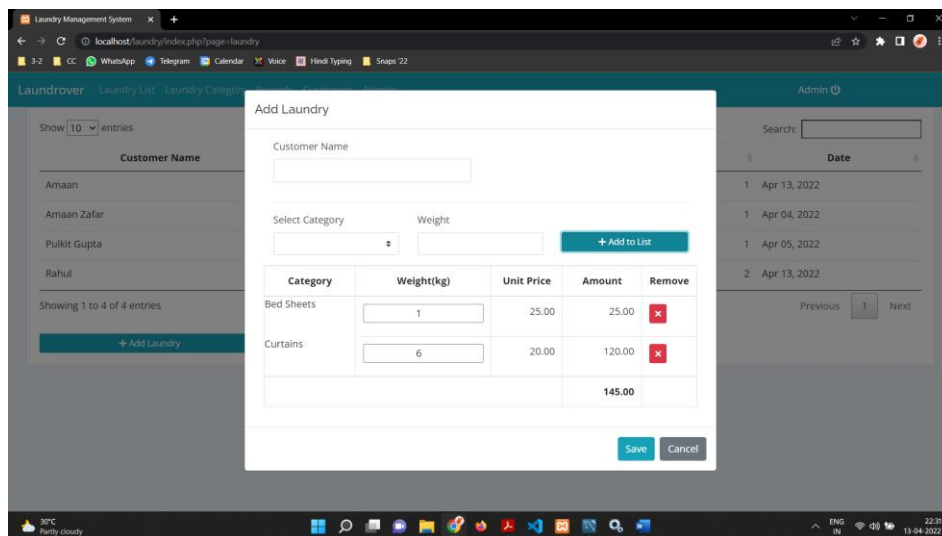 Laundry Management System
localhost/laundry/index.php?page=laundry
3-2 CC WhatsApp Telegram Calendar Voice Hindi Typing Snaps '22
Laundrover Laundry List Laundry Category Admin
Add Laundry
Show 10 entries
Search:
Customer Name
Customer Name Date
Amaan 1 Apr 13, 2022
Amaan Zafar 1 Apr 04, 2022
Select Category Weight
Pulkit Gupta 1 Apr 05, 2022
+ Add to List
Rahul 2 Apr 13, 2022
Category Weight(kg) Unit Price Amount Remove
Showing 1 to 4 of 4 entries
Previous 1 Next
Bed Sheets 1 25.00 25.00
+ Add Laundry
Curtains 6 20.00 120.00
145.00
Save Cancel
30°C
Partly cloudy
ENG
IN
22:31
13-04-2022